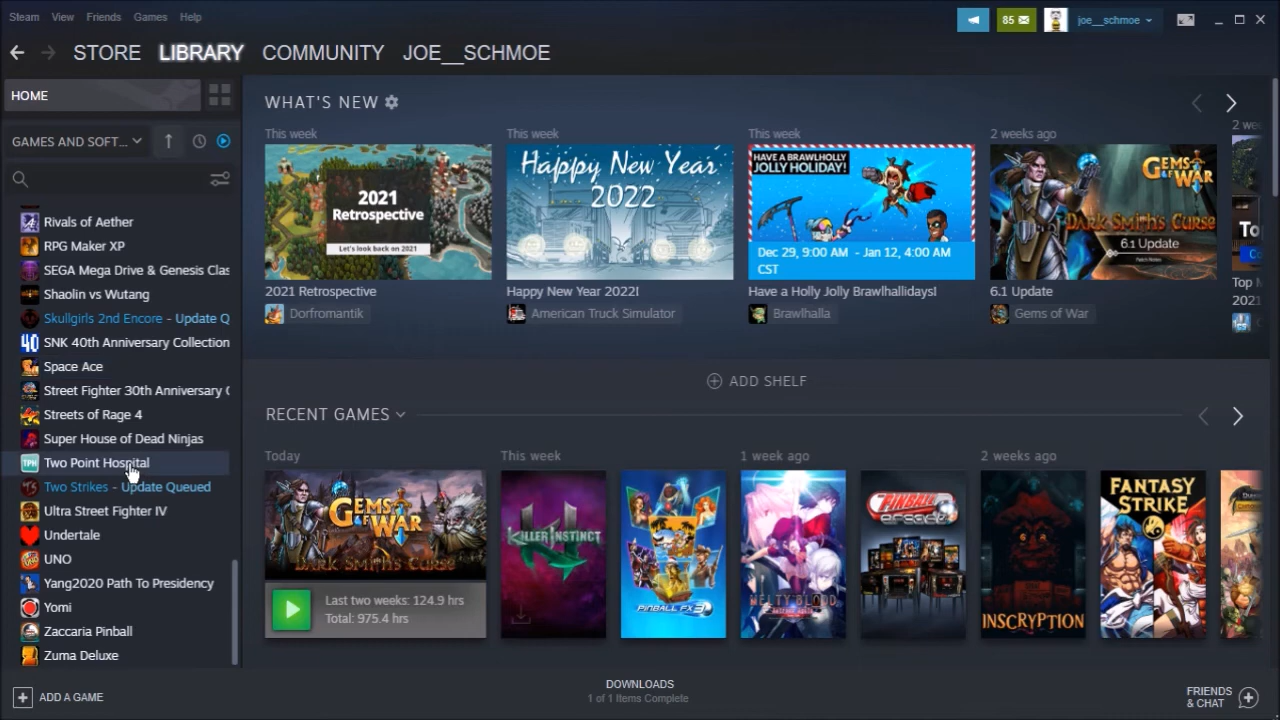 Steam View Friends Games Help
85
joe__schmoe
STORE LIBRARY COMMUNITY JOE__SCHMOE
HOME
GAMES AND SOFT...
Rivals of Aether
RPG Maker XP
SEGA Mega Drive & Genesis Clas
Shaolin vs Wutang
Skullgirls 2nd Encore - Update Q
SNK 40th Anniversary Collection
Space Ace
Street Fighter 30th Anniversary C
Streets of Rage 4
Super House of Dead Ninjas
Two Point Hospital
Two Strikes - Update Queued
Ultra Street Fighter IV
Undertale
UNO
Yang2020 Path To Presidency
Yomi
Zaccaria Pinball
Zuma Deluxe
ADD A GAME
WHAT'S NEW
This week
2021
Retrospective
Let's look back on 2021
2021 Retrospective
Dorfromantik
This week
Happy New Year
2022
Happy New Year 2022!
American Truck Simulator
This week
HAVE A BRAWLHOLLY
JOLLY HOLIDAY!
Dec 29, 9:00 AM - Jan 12, 4:00 AM
CST
Have a Holly Jolly Brawlhallidays!
Brawlhalla
2 weeks ago
GEMS
OF WAR
DARK SMITH'S CURSE
6.1 Update
Patch Notes
6.1 Update
Gems of War
2 wee
To
Co
Top M
2021
ADD SHELF
RECENT GAMES
Today
GEMS OF WAR
DARK SMITH'S CURSE
Last two weeks: 124.9 hrs
Total: 975.4 hrs
This week
KILLER INSTINCT
PINBALL FX3
1 week ago
MELTY BLOOD
PINBALL
arcade
2 weeks ago
INSCRYPTION
FANTASY
STRIKE
DOWNLOADS
1 of 1 Items Complete
FRIENDS
& CHAT